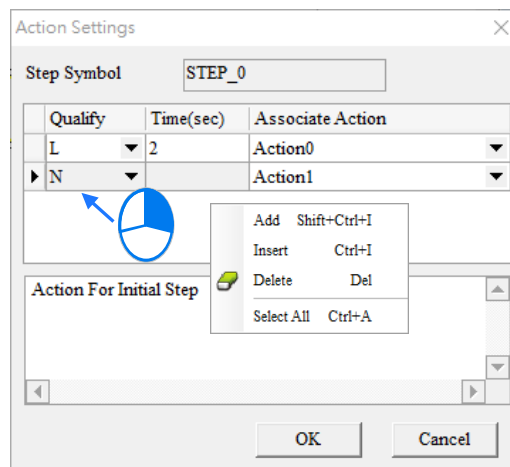 Action Settings
Step Symbol STEP_0
Qualify Time(sec) Associate Action
L 2 Action0
N Action1
Add Shift+Ctrl+I
Insert Ctrl+I
Delete Del
Select All Ctrl+A
Action For Initial Step
OK Cancel